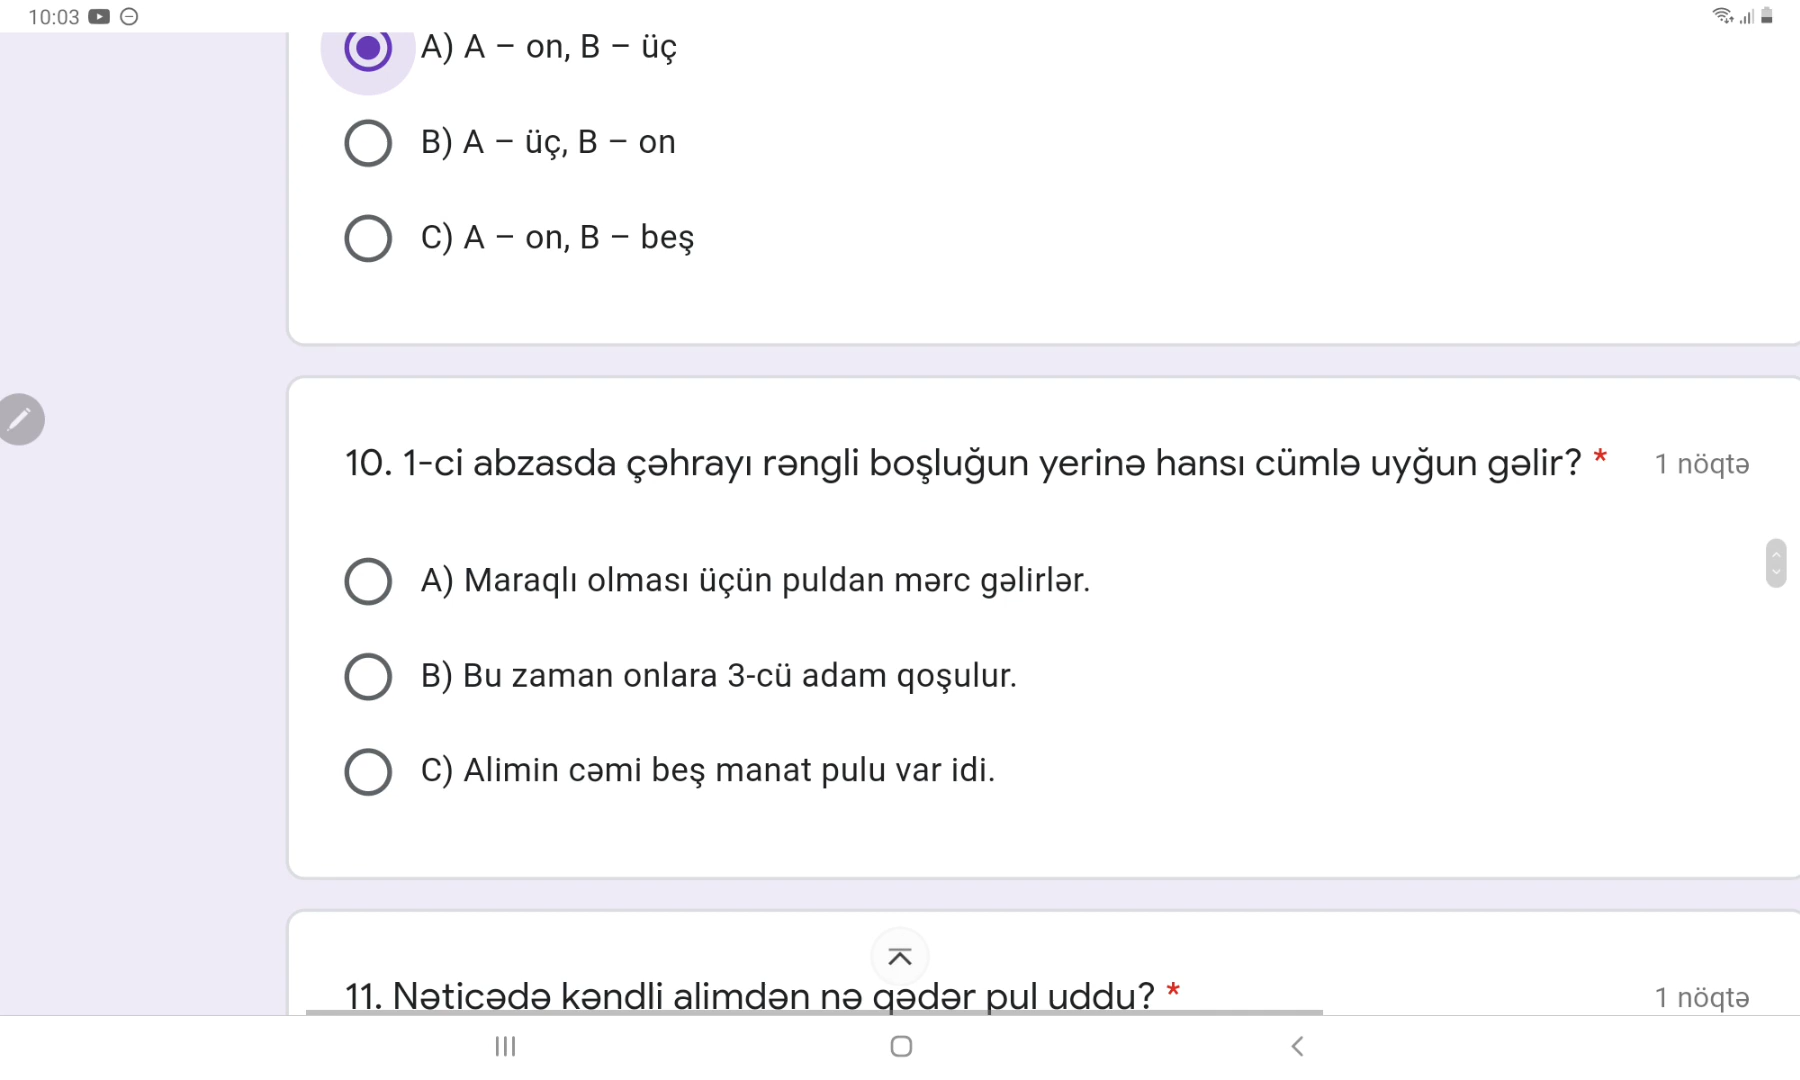 10:03
A) A – on, B – üç
B) A – üç, B – on
C) A – on, B – beş
10. 1-ci abzasda çəhrayı rəngli boşluğun yerinə hansı cümlə uyğun gəlir? *
1 nöqtə
A) Maraqlı olması üçün puldan mərc gəlirlər.
B) Bu zaman onlara 3-cü adam qoşulur.
C) Alimin cəmi beş manat pulu var idi.
11. Nəticədə kəndli alimdən nə qədər pul uddu? *
1 nöqtə